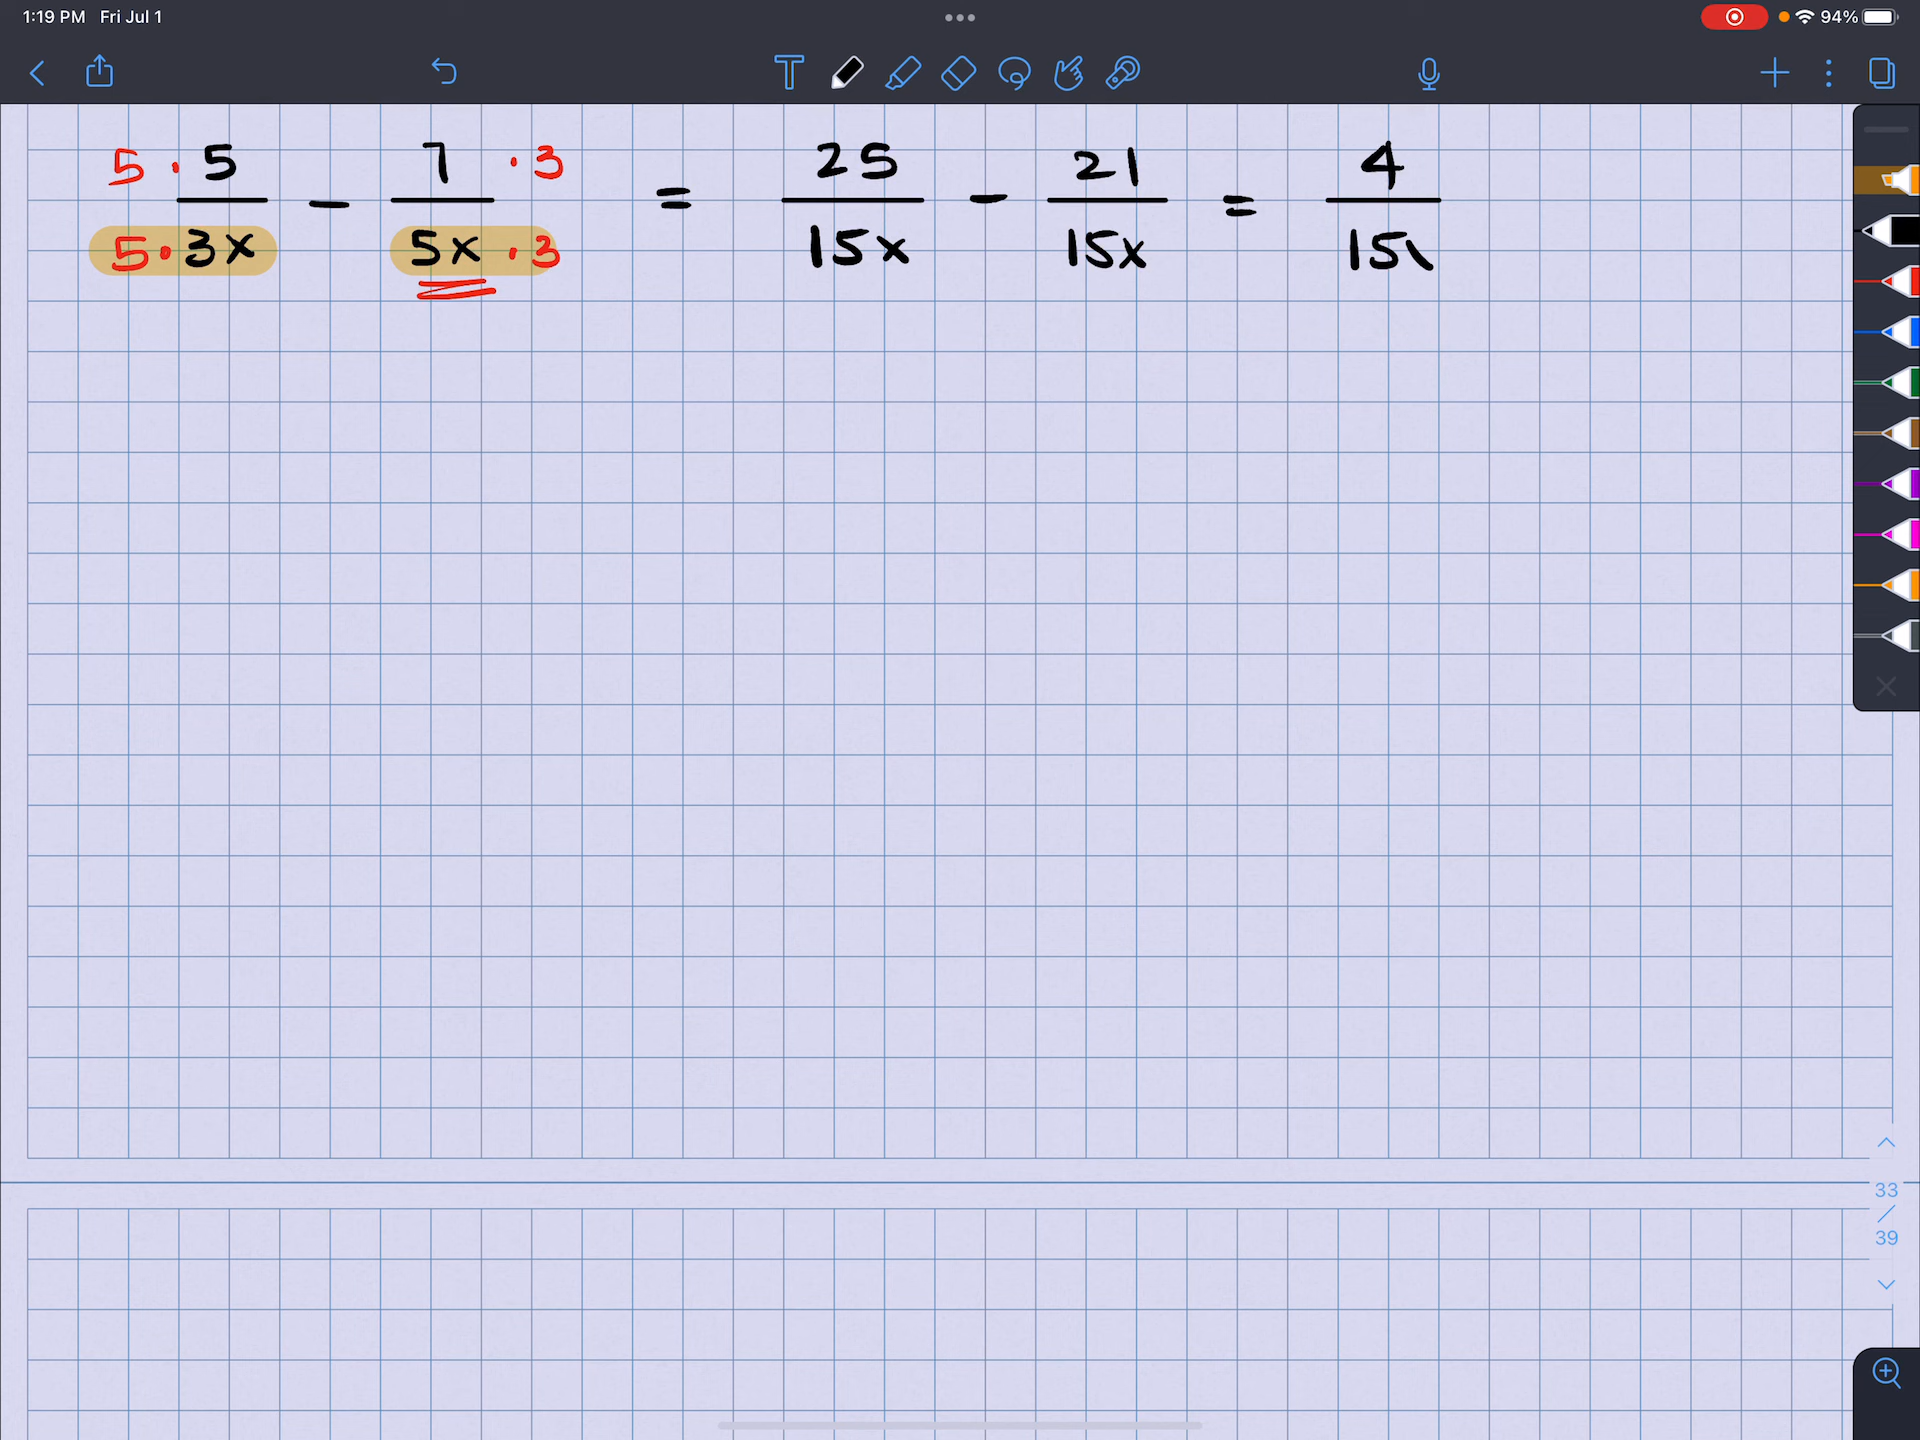 1:19 PM Fri Jul 1 94%
5 · 5 7 · 3 25 21 4
— – — = — – — = —
5 · 3x 5x · 3 15x 15x 15\
33
/
39